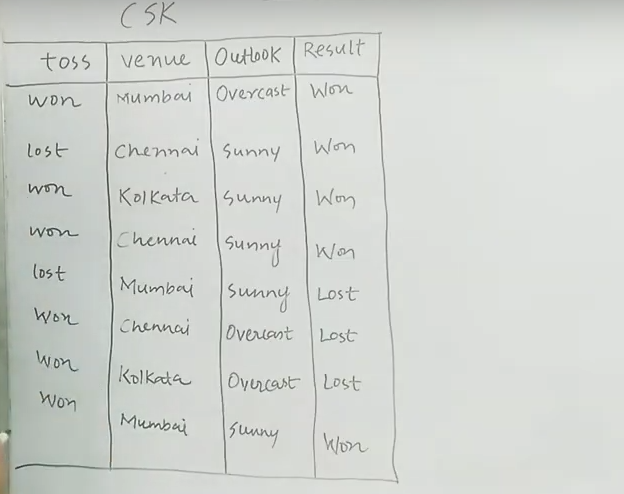 CSK
toss venue Outlook Result
won Mumbai Overcast Won
lost Chennai sunny Won
won Kolkata sunny Won
won Chennai sunny Won
lost Mumbai sunny Lost
Won Chennai Overcast Lost
Won Kolkata Overcast Lost
Won Mumbai sunny Won